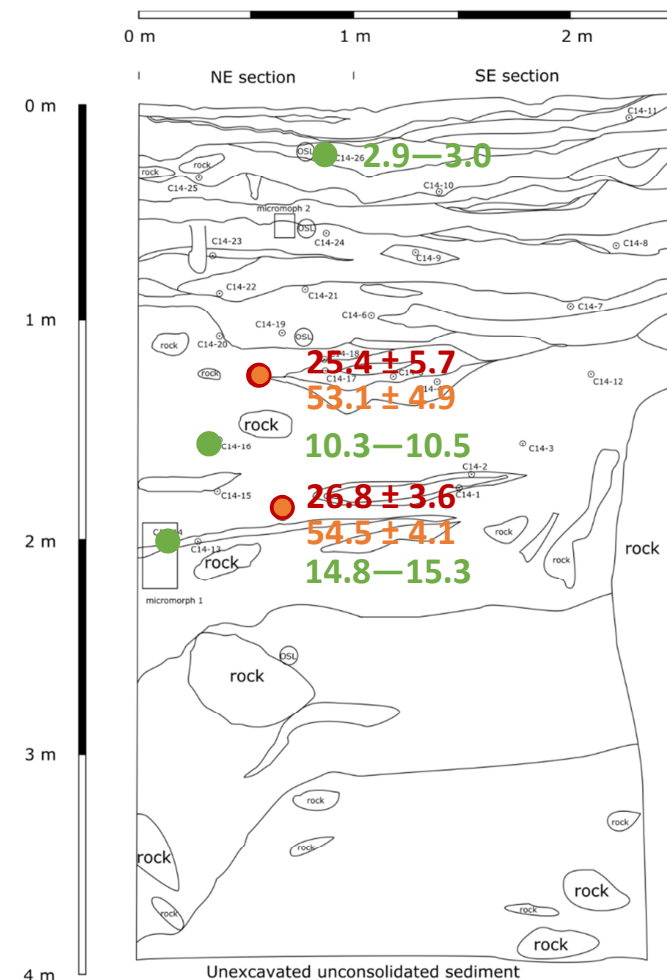 0 m 1 m 2 m
NE section SE section
0 m
C14-11
OSL C14-26 2.9—3.0
rock
rock
C14-25
C14-10
micromorph 2
OSL
C14-24
C14-23
C14-8
C14-9
C14-22
C14-21
C14-7
C14-6
1 m
C14-19
OSL
C14-20
rock
C14-18
25.4 ± 5.7
C14-17
rock
C14-12
53.1 ± 4.9
rock
C14-16
10.3—10.5
C14-3
C14-2
C14-15
26.8 ± 3.6
C14-1
54.5 ± 4.1
rock
2 m
C14-13
rock
rock
rock
14.8—15.3
micromorph 1
OSL
rock
3 m
rock
rock
rock
rock
rock
rock
rock
rock
4 m
Unexcavated unconsolidated sediment